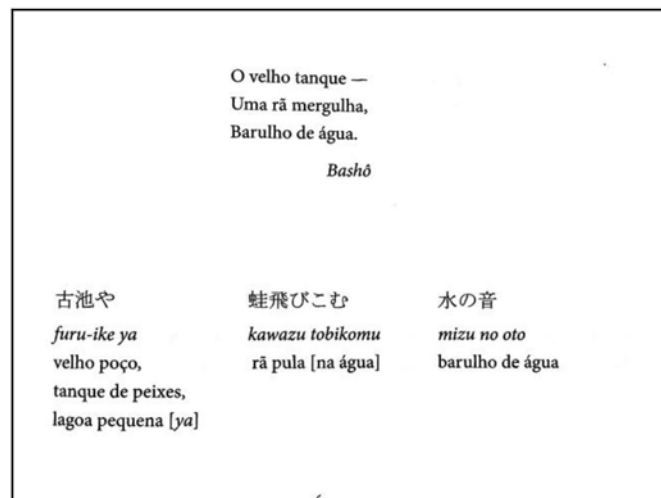 O velho tanque —
Uma rã mergulha,
Barulho de água.
Bashô
古池や
furu-ike ya
velho poço,
tanque de peixes,
lagoa pequena [ya]
蛙飛びこむ
kawazu tobikomu
rã pula [na água]
水の音
mizu no oto
barulho de água